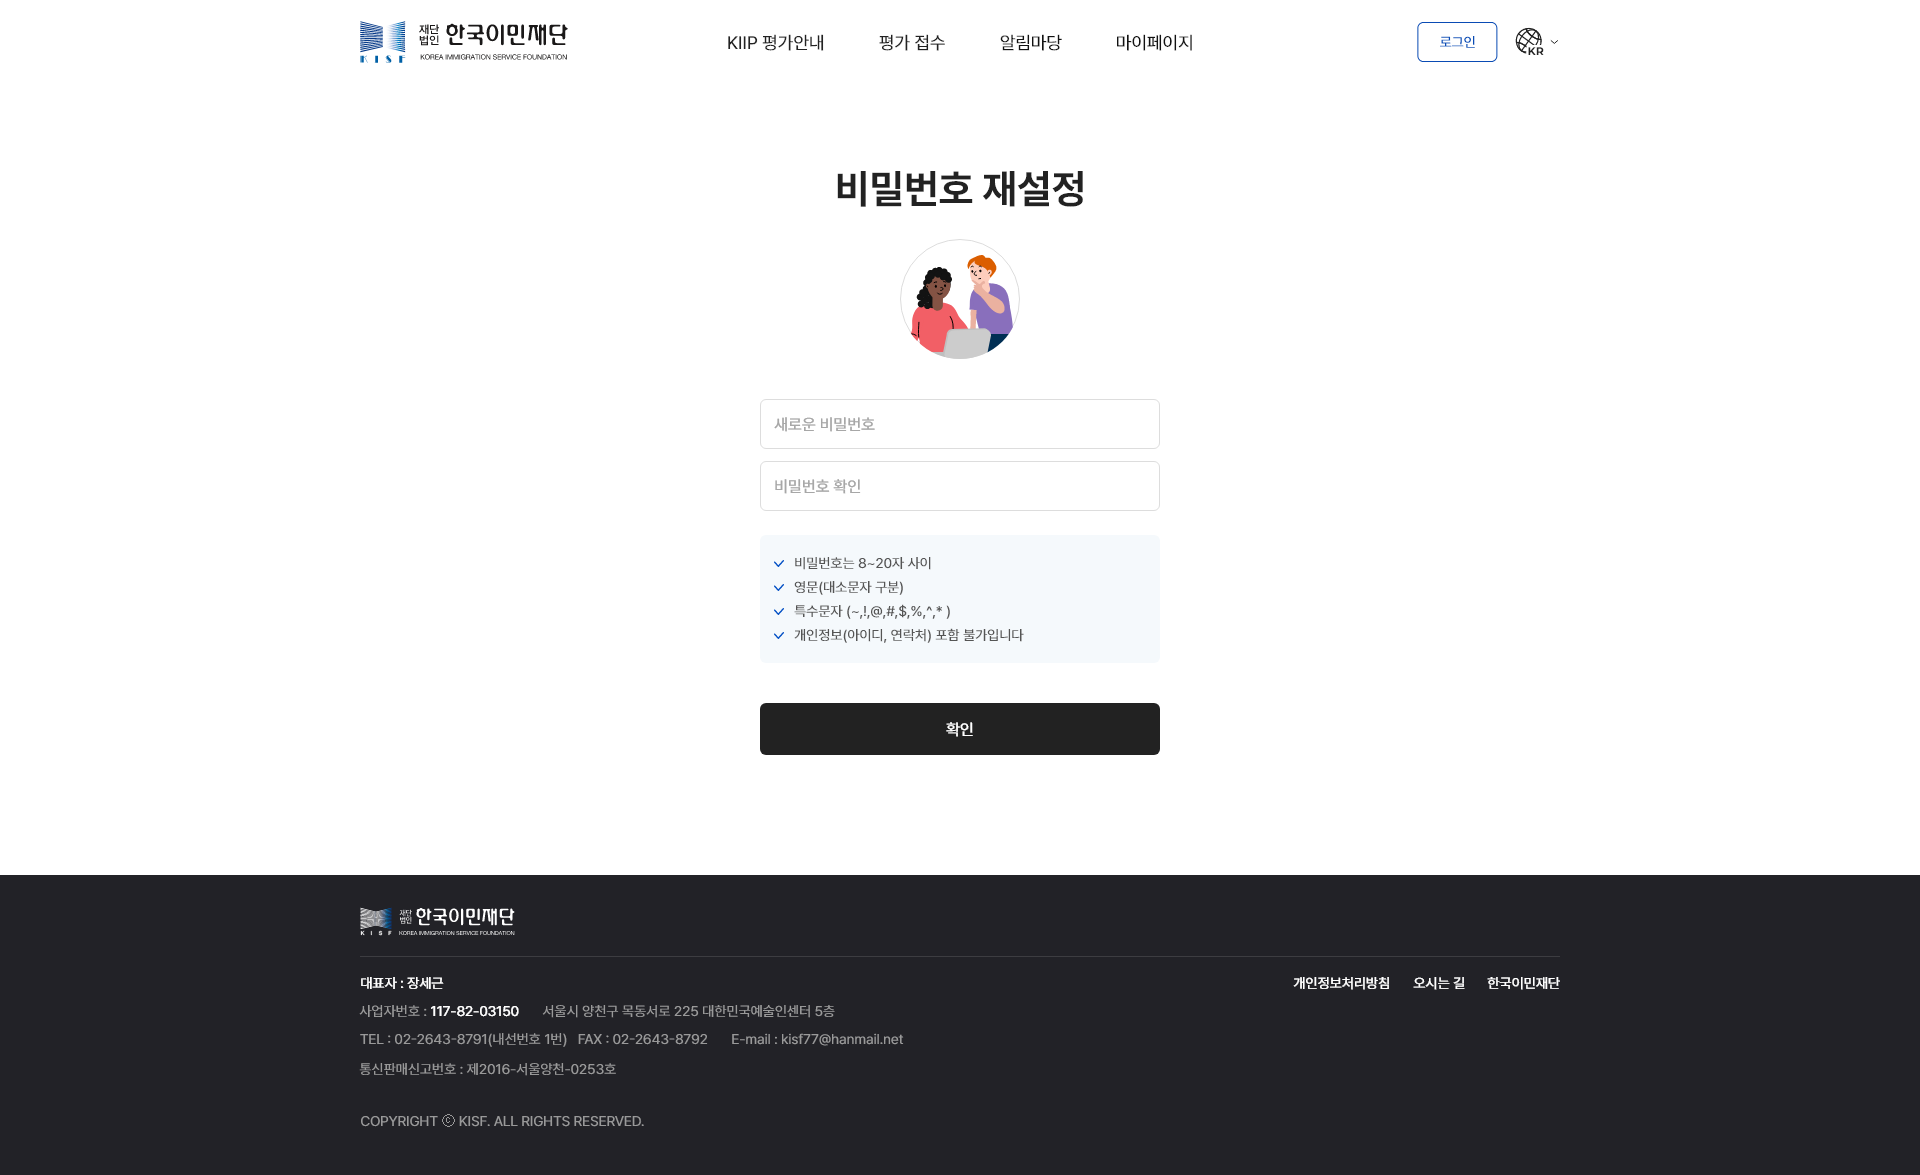 재단법인 한국이민재단
KISF KOREA IMMIGRATION SERVICE FOUNDATION
KIIP 평가안내 평가 접수 알림마당 마이페이지
로그인 KR
비밀번호 재설정
새로운 비밀번호
비밀번호 확인
비밀번호는 8~20자 사이
영문(대소문자 구분)
특수문자 (~,!,@,#,$,%,^,* )
개인정보(아이디, 연락처) 포함 불가입니다
확인
재단법인 한국이민재단
KISF KOREA IMMIGRATION SERVICE FOUNDATION
대표자 : 장세근
개인정보처리방침 오시는 길 한국이민재단
사업자번호 : 117-82-03150 서울시 양천구 목동서로 225 대한민국예술인센터 5층
TEL : 02-2643-8791(내선번호 1번) FAX : 02-2643-8792 E-mail : kisf77@hanmail.net
통신판매신고번호 : 제2016-서울양천-0253호
COPYRIGHT ⓒ KISF. ALL RIGHTS RESERVED.